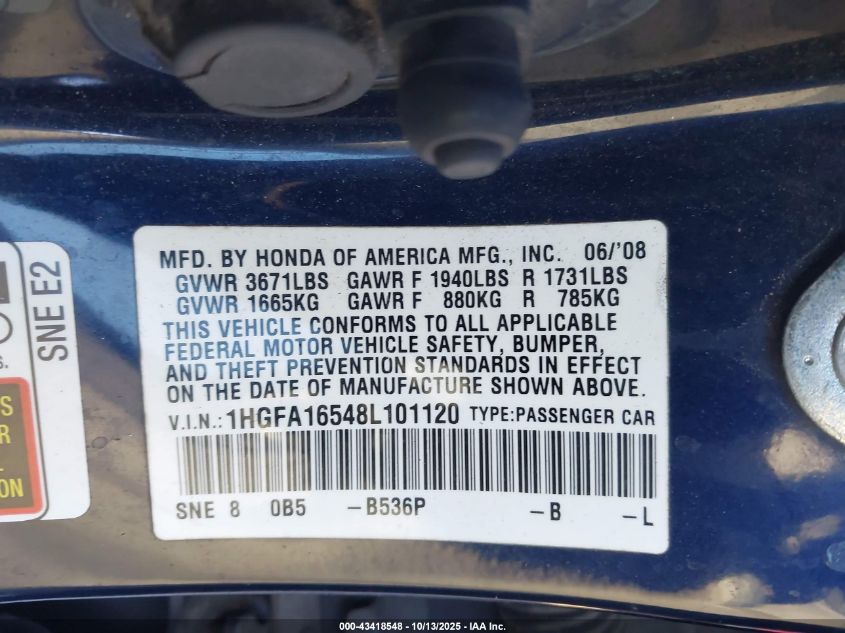 MFD. BY HONDA OF AMERICA MFG., INC. 06/'08
GVWR 3671LBS GAWR F 1940LBS R 1731LBS
GVWR 1665KG GAWR F 880KG R 785KG
THIS VEHICLE CONFORMS TO ALL APPLICABLE
FEDERAL MOTOR VEHICLE SAFETY, BUMPER,
AND THEFT PREVENTION STANDARDS IN EFFECT
ON THE DATE OF MANUFACTURE SHOWN ABOVE.
V.I.N.: 1HGFA16548L101120 TYPE:PASSENGER CAR
SNE 8 0B5 -B536P -B -L
SNE E2
000-43418548 - 10/13/2025 - IAA Inc.